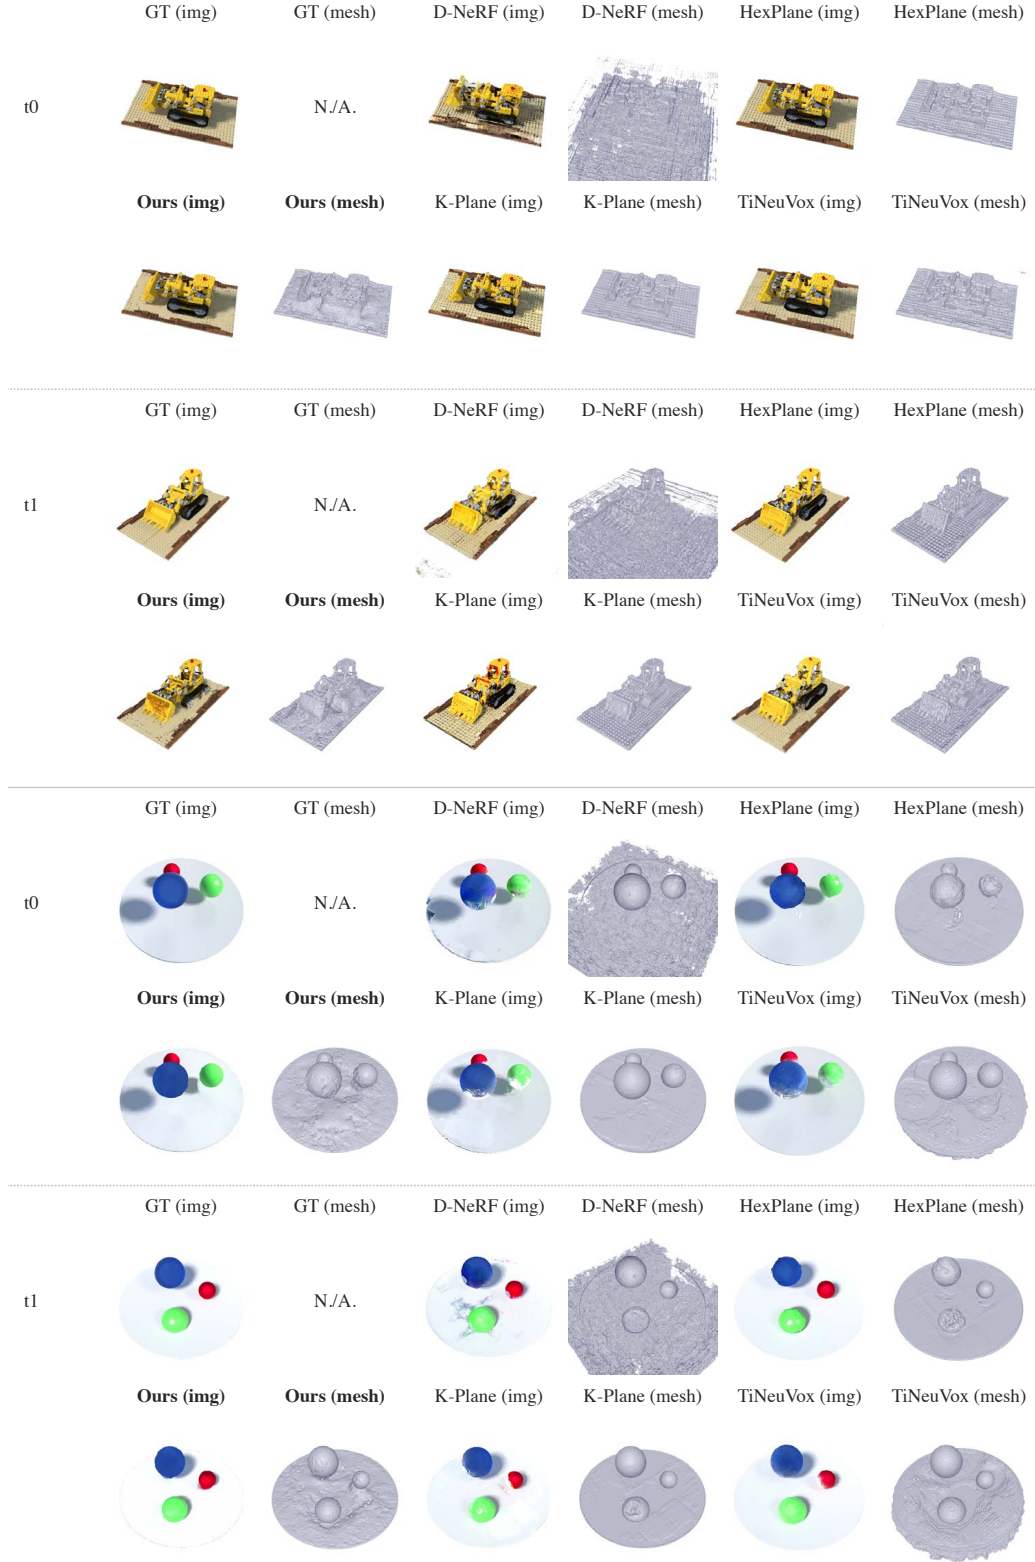 GT (img) GT (mesh) D-NeRF (img) D-NeRF (mesh) HexPlane (img) HexPlane (mesh)
t0 N./A.
Ours (img) Ours (mesh) K-Plane (img) K-Plane (mesh) TiNeuVox (img) TiNeuVox (mesh)
GT (img) GT (mesh) D-NeRF (img) D-NeRF (mesh) HexPlane (img) HexPlane (mesh)
t1 N./A.
Ours (img) Ours (mesh) K-Plane (img) K-Plane (mesh) TiNeuVox (img) TiNeuVox (mesh)
GT (img) GT (mesh) D-NeRF (img) D-NeRF (mesh) HexPlane (img) HexPlane (mesh)
t0 N./A.
Ours (img) Ours (mesh) K-Plane (img) K-Plane (mesh) TiNeuVox (img) TiNeuVox (mesh)
GT (img) GT (mesh) D-NeRF (img) D-NeRF (mesh) HexPlane (img) HexPlane (mesh)
t1 N./A.
Ours (img) Ours (mesh) K-Plane (img) K-Plane (mesh) TiNeuVox (img) TiNeuVox (mesh)